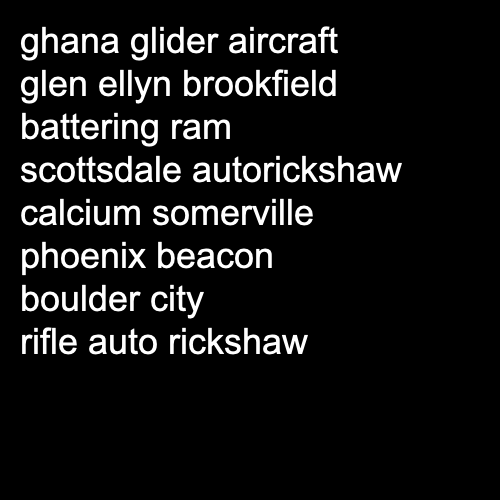 ghana glider aircraft
glen ellyn brookfield
battering ram
scottsdale autorickshaw
calcium somerville
phoenix beacon
boulder city
rifle auto rickshaw